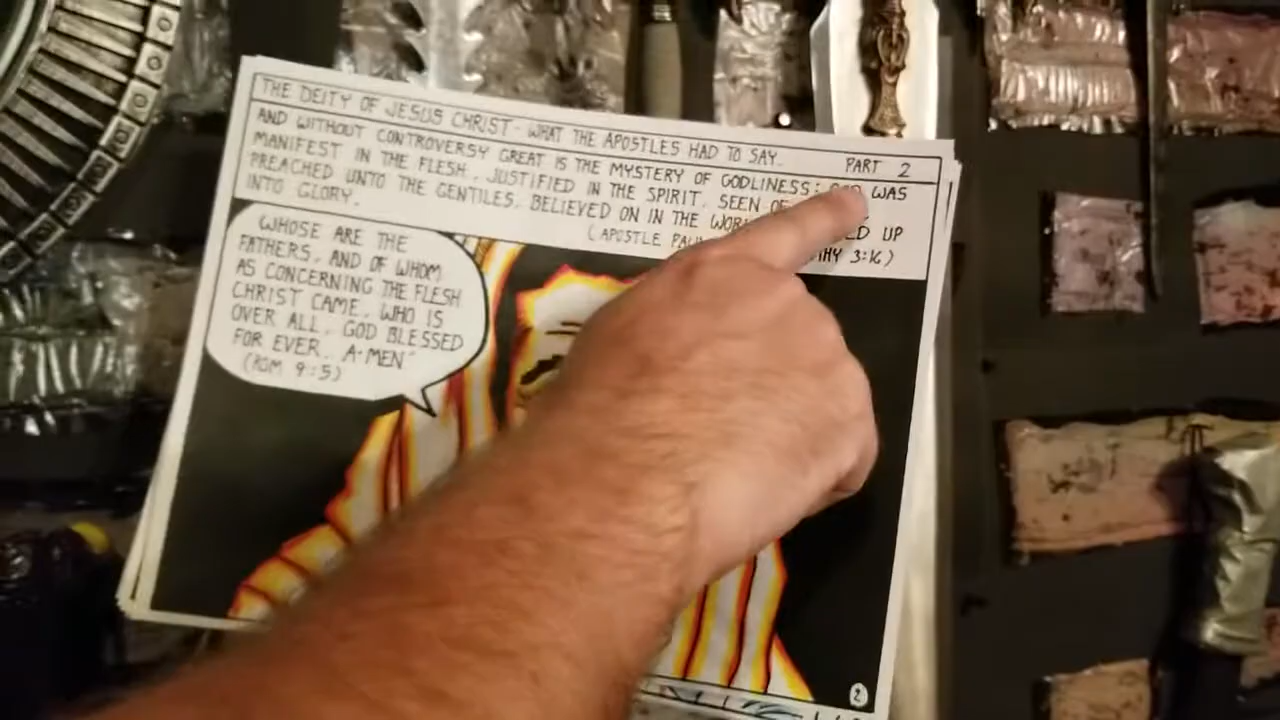 THE DEITY OF JESUS CHRIST - WHAT THE APOSTLES HAD TO SAY. PART 2
AND WITHOUT CONTROVERSY GREAT IS THE MYSTERY OF GODLINESS: GOD WAS
MANIFEST IN THE FLESH, JUSTIFIED IN THE SPIRIT, SEEN OF
PREACHED UNTO THE GENTILES, BELIEVED ON IN THE UP
INTO GLORY. (APOSTLE 3:16)
WHOSE ARE THE
FATHERS, AND OF WHOM
AS CONCERNING THE FLESH
CHRIST CAME, WHO IS
OVER ALL, GOD BLESSED
FOR EVER.. A-MEN"
(ROM 9:5)
2